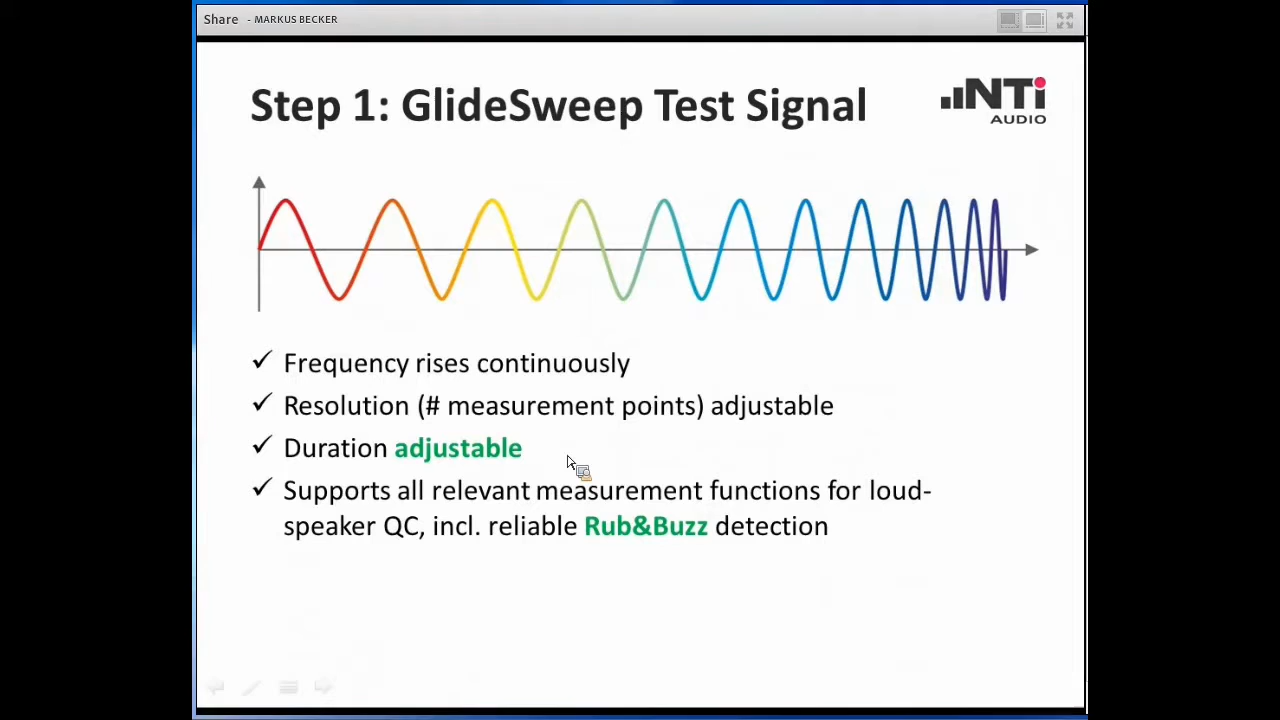 Share - MARKUS BECKER
Step 1: GlideSweep Test Signal
NTi
AUDIO
✓ Frequency rises continuously
✓ Resolution (# measurement points) adjustable
✓ Duration adjustable
✓ Supports all relevant measurement functions for loud-
speaker QC, incl. reliable Rub&Buzz detection